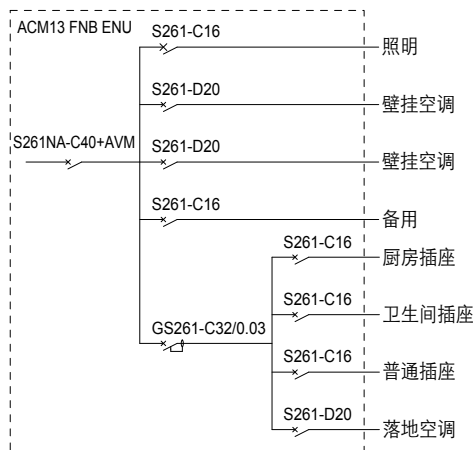 ACM13 FNB ENU
S261-C16
照明
S261-D20
壁挂空调
S261NA-C40+AVM
S261-D20
壁挂空调
S261-C16
备用
S261-C16
厨房插座
S261-C16
卫生间插座
GS261-C32/0.03
S261-C16
普通插座
S261-D20
落地空调